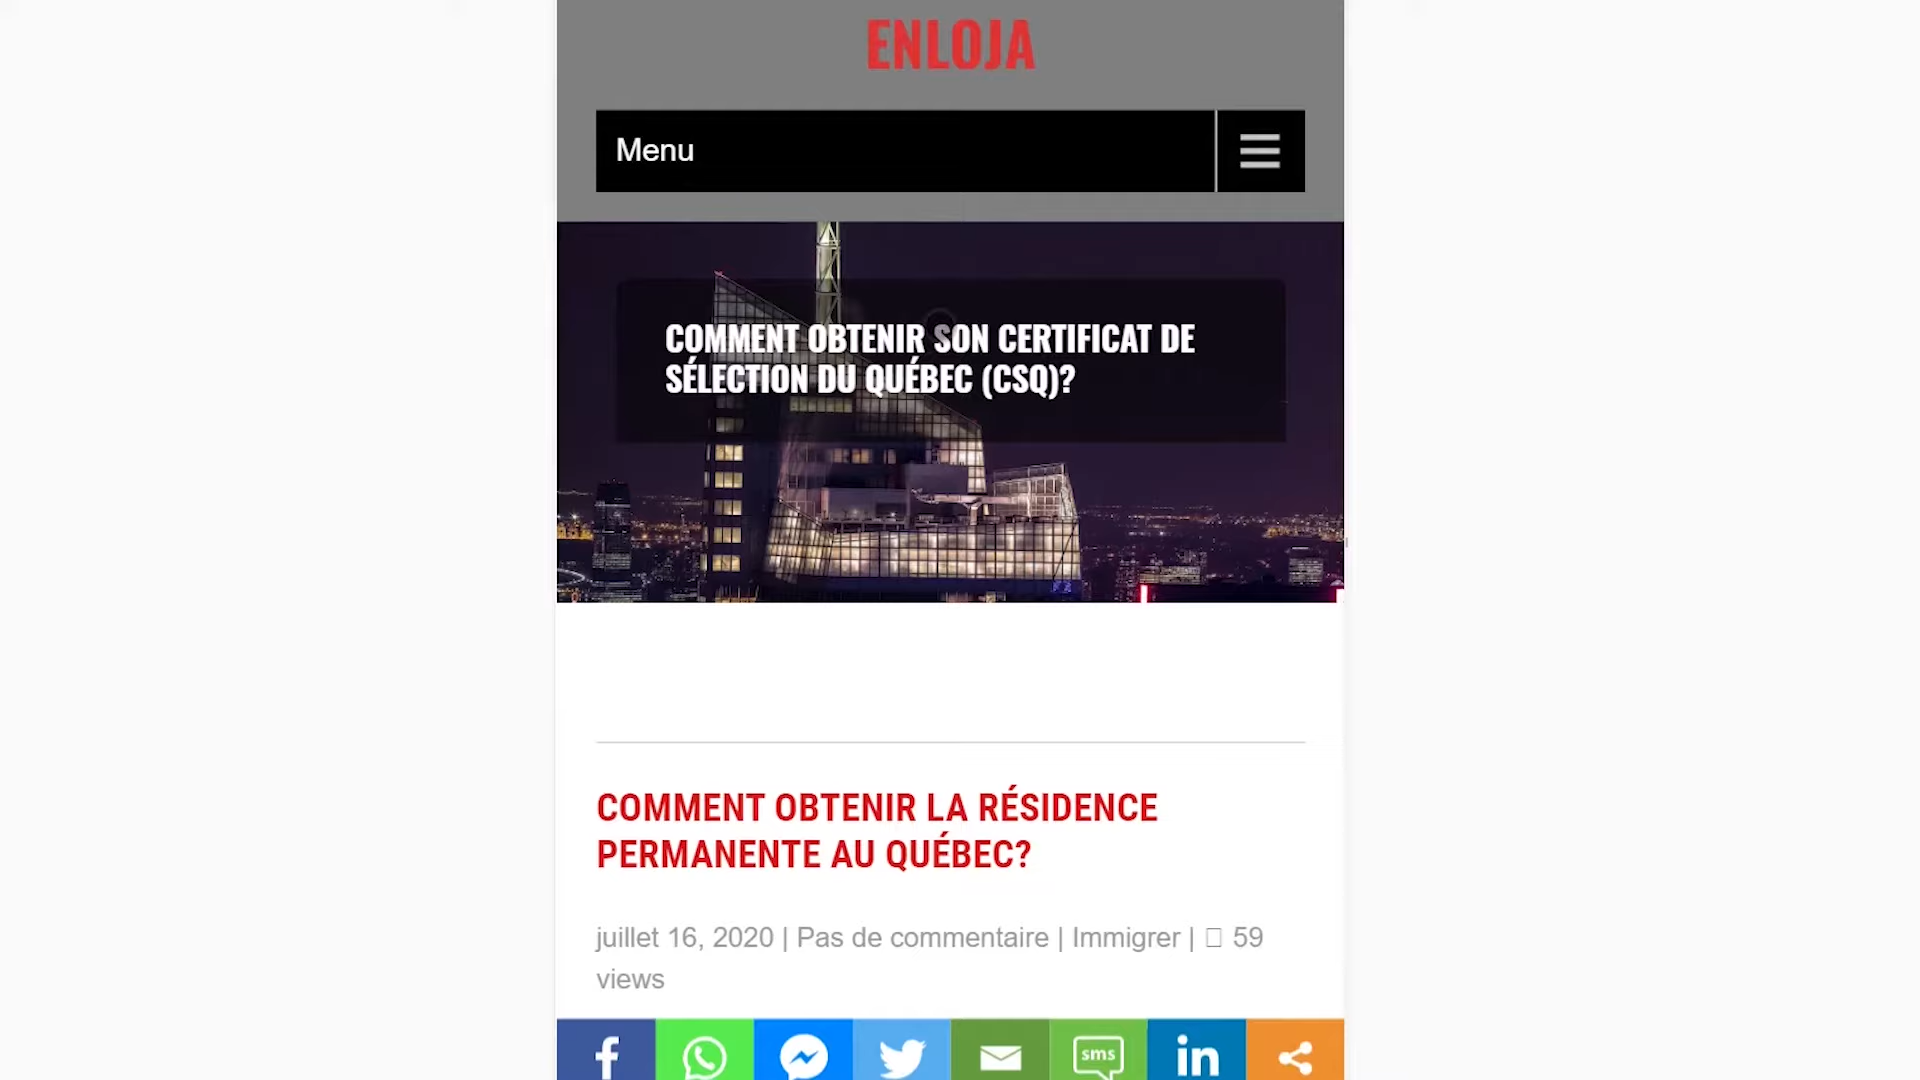 ENLOJA
Menu
COMMENT OBTENIR SON CERTIFICAT DE
SÉLECTION DU QUÉBEC (CSQ)?
COMMENT OBTENIR LA RÉSIDENCE
PERMANENTE AU QUÉBEC?
juillet 16, 2020 | Pas de commentaire | Immigrer | 59
views
sms
in